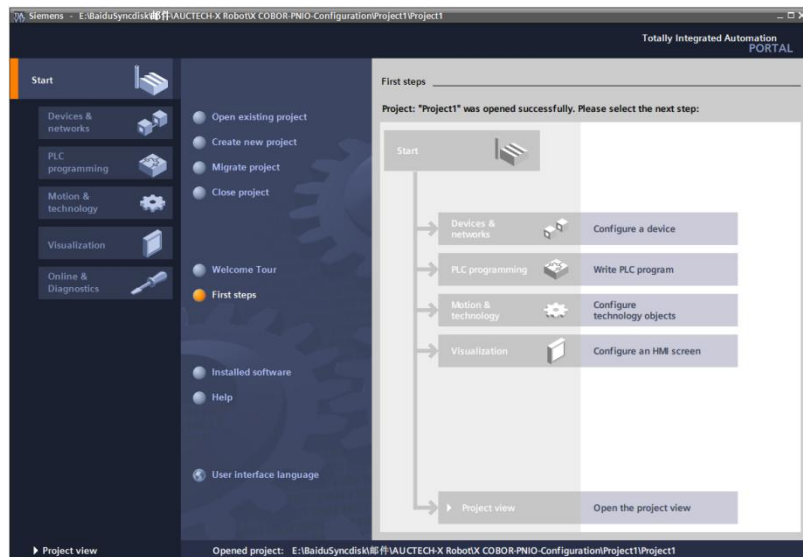 Siemens - E:\BaiduSyncdisk\邮件\AUCTECH-X Robot\X COBOR-PNIO-Configuration\Project1\Project1
Totally Integrated Automation
PORTAL
Start
Devices &
networks
PLC
programming
Motion &
technology
Visualization
Online &
Diagnostics
Project view
Open existing project
Create new project
Migrate project
Close project
Welcome Tour
First steps
Installed software
Help
User interface language
First steps
Project: "Project1" was opened successfully. Please select the next step:
Start
Devices &
networks
Configure a device
PLC programming
Write PLC program
Motion &
technology
Configure
technology objects
Visualization
Configure an HMI screen
Project view
Open the project view
Opened project: E:\BaiduSyncdisk\邮件\AUCTECH-X Robot\X COBOR-PNIO-Configuration\Project1\Project1